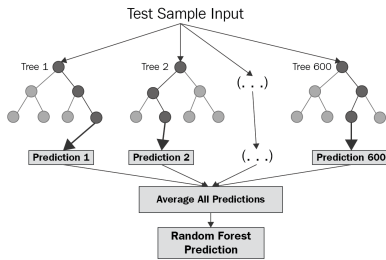 Test Sample Input
Tree 1
Tree 2
(. . .)
Tree 600
Prediction 1
Prediction 2
(. . .)
Prediction 600
Average All Predictions
Random Forest
Prediction